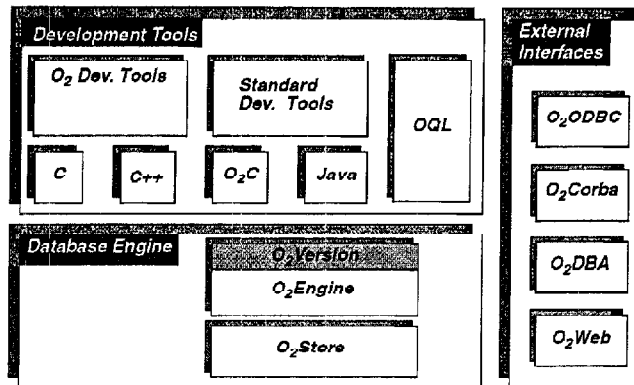 Development Tools
O2 Dev. Tools
Standard
Dev. Tools
OQL
C
C++
O2C
Java
Database Engine
O2Version
O2Engine
O2Store
External
Interfaces
O2ODBC
O2Corba
O2DBA
O2Web